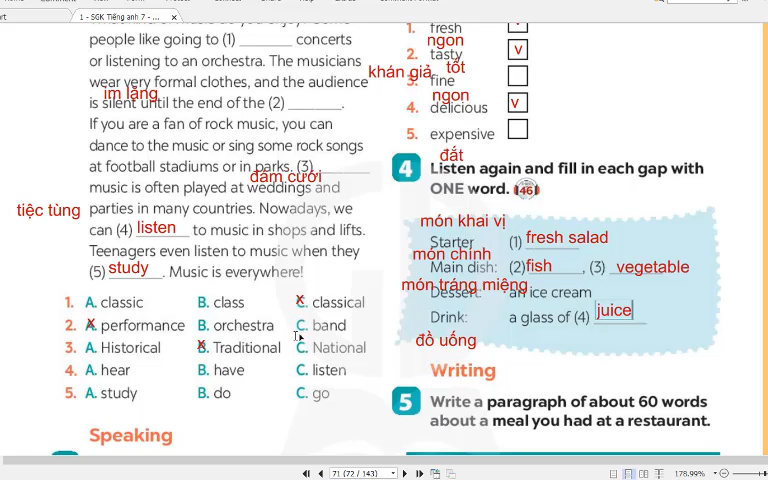 1 - SGK Tiếng anh 7 - ...
people like going to (1) ________ concerts
or listening to an orchestra. The musicians
wear very formal clothes, and the audience
im lặng
is silent until the end of the (2) ________.
If you are a fan of rock music, you can
dance to the music or sing some rock songs
at football stadiums or in parks. (3) ________
đám cưới
music is often played at weddings and
tiệc tùng
parties in many countries. Nowadays, we
can (4) listen to music in shops and lifts.
Teenagers even listen to music when they
(5) study. Music is everywhere!
1. A. classic B. class x C. classical
2. x A. performance B. orchestra C. band
3. A. Historical x B. Traditional C. National
4. A. hear B. have C. listen
5. A. study B. do C. go
Speaking
1. fresh v
ngon
2. tasty v
khán giả tốt
3. fine
ngon
4. delicious v
5. expensive
đắt
4 Listen again and fill in each gap with
ONE word. 46
món khai vị
Starter (1) fresh salad
món chính
Main dish: (2) fish, (3) vegetable
món tráng miệng
Dessert: an ice cream
Drink: a glass of (4) juice
đồ uống
Writing
5 Write a paragraph of about 60 words
about a meal you had at a restaurant.
71 (72 / 143)
178.99%